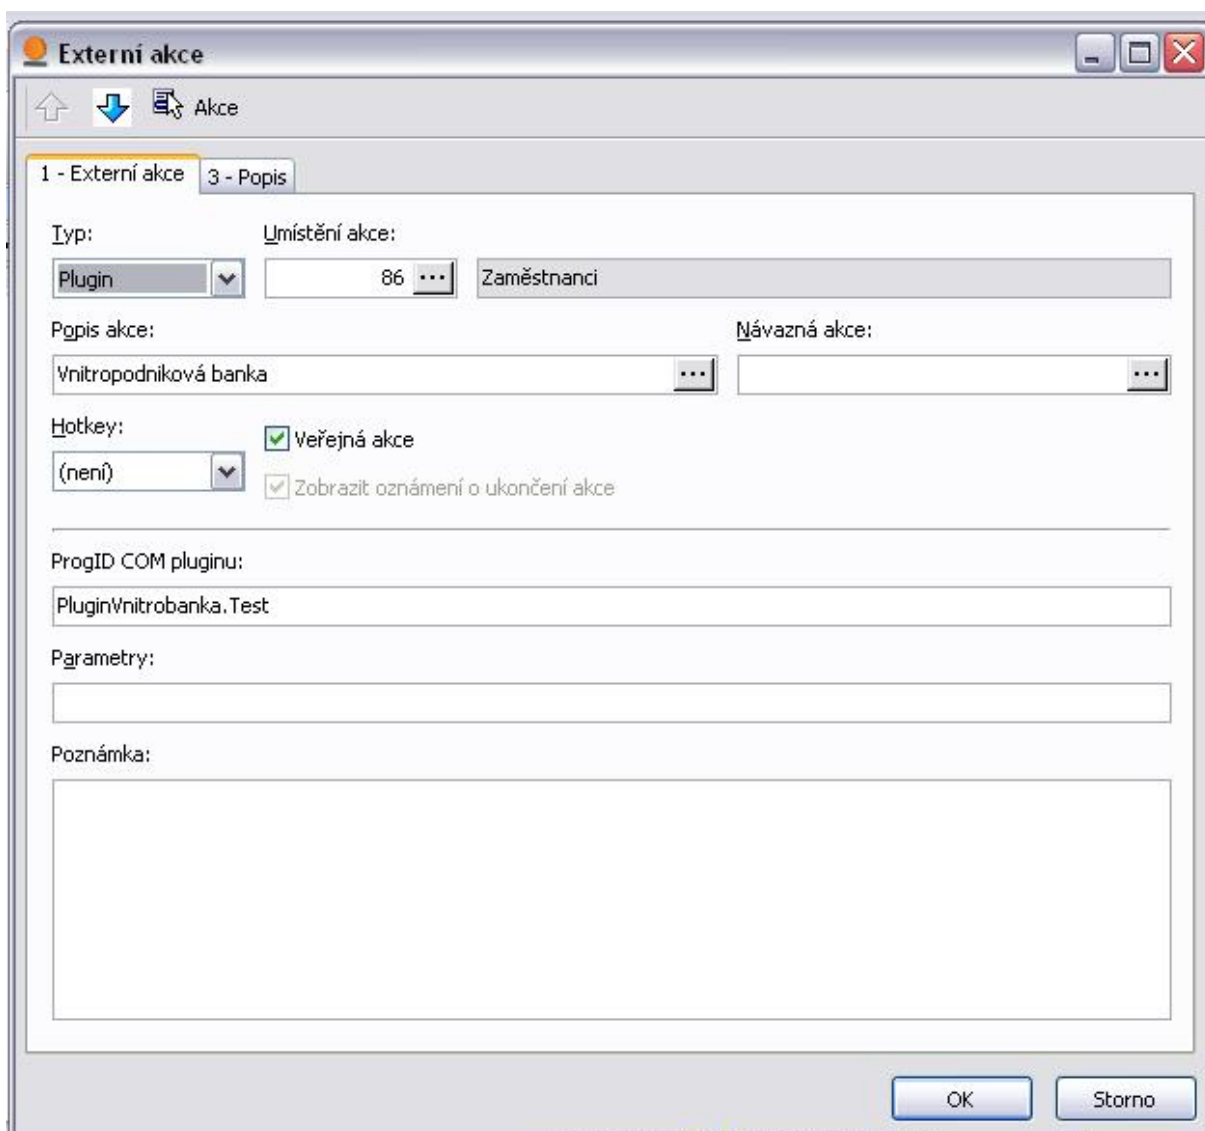 Externí akce
Akce
1 - Externí akce
3 - Popis
Typ:
Umístění akce:
Plugin
86
Zaměstnanci
Popis akce:
Návazná akce:
Vnitropodniková banka
Hotkey:
Veřejná akce
(není)
Zobrazit oznámení o ukončení akce
ProgID COM pluginu:
PluginVnitrobanka.Test
Parametry:
Poznámka:
OK
Storno